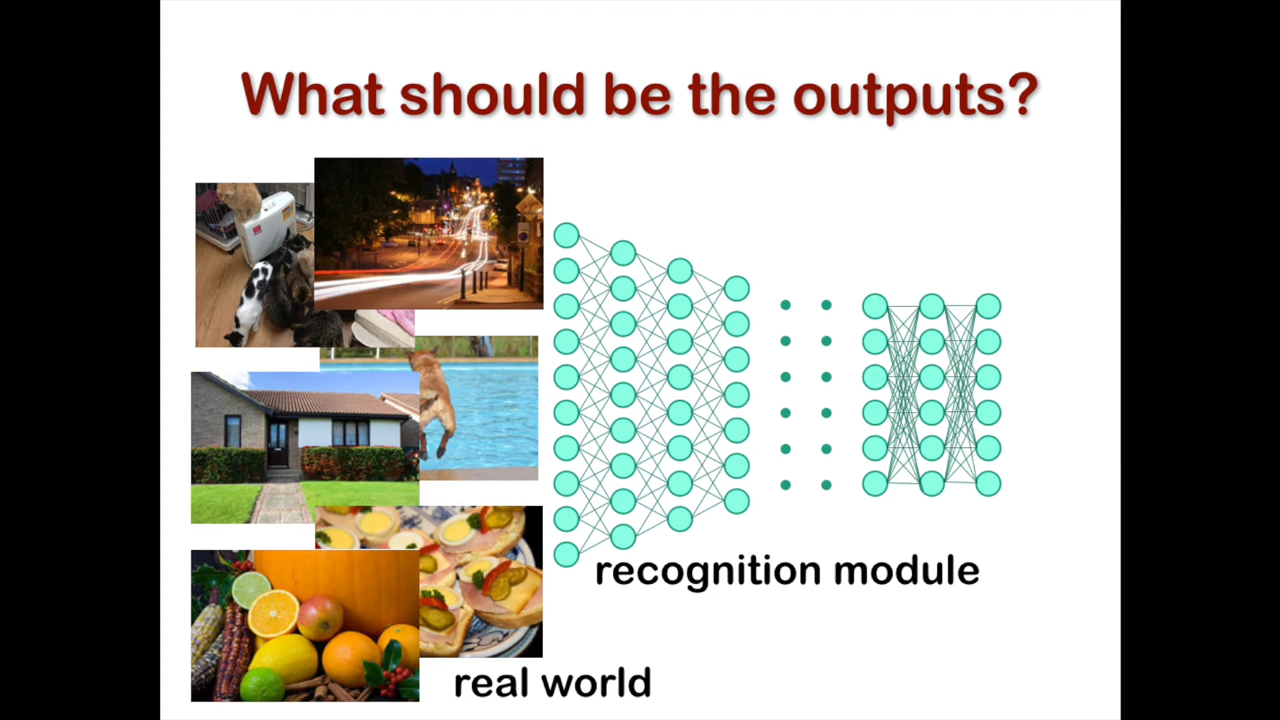 What should be the outputs?
recognition module
real world